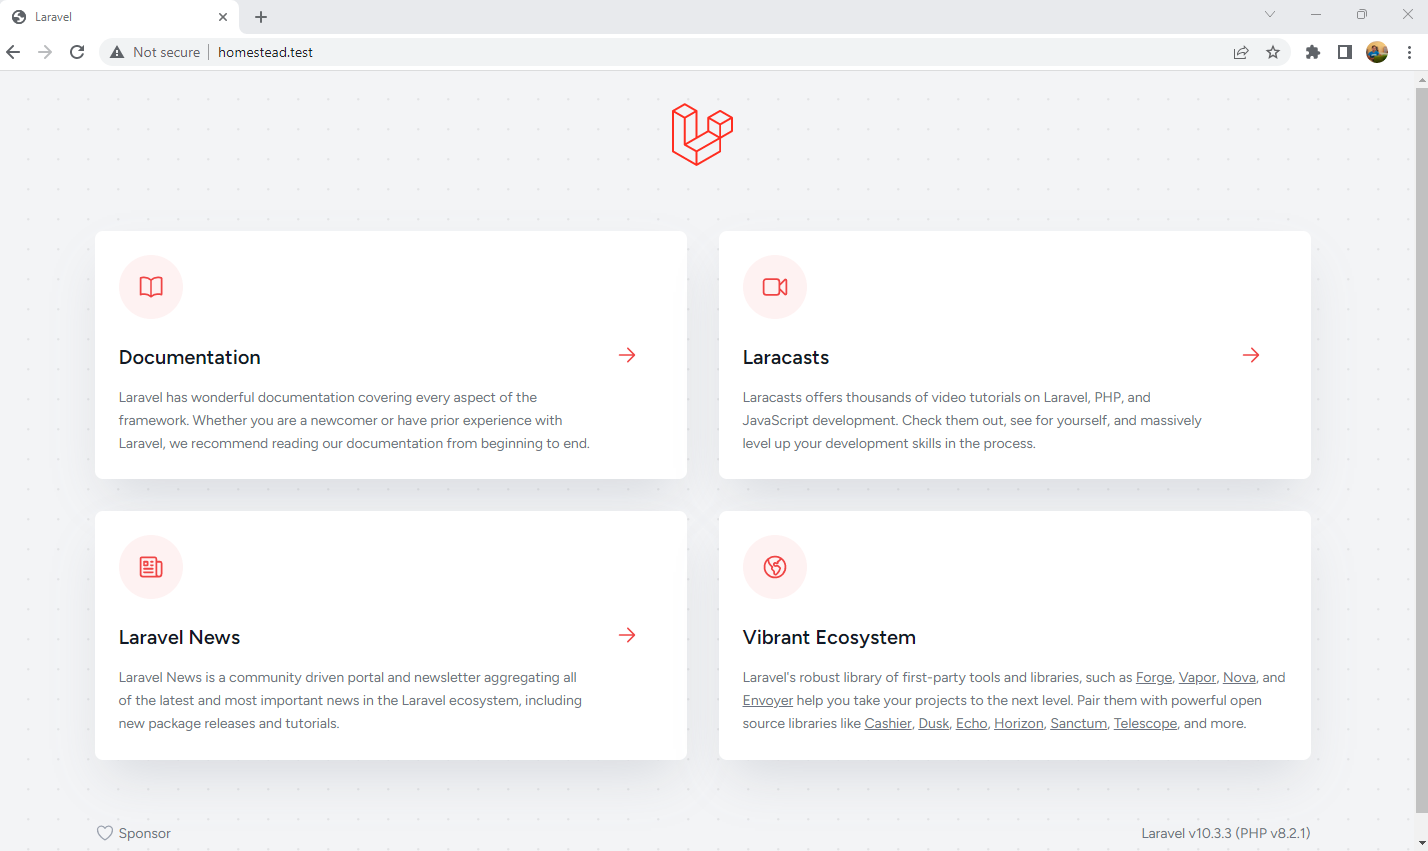 Laravel
Not secure
homestead.test
Documentation
Laravel has wonderful documentation covering every aspect of the
framework. Whether you are a newcomer or have prior experience with
Laravel, we recommend reading our documentation from beginning to end.
Laracasts
Laracasts offers thousands of video tutorials on Laravel, PHP, and
JavaScript development. Check them out, see for yourself, and massively
level up your development skills in the process.
Laravel News
Laravel News is a community driven portal and newsletter aggregating all
of the latest and most important news in the Laravel ecosystem, including
new package releases and tutorials.
Vibrant Ecosystem
Laravel's robust library of first-party tools and libraries, such as Forge, Vapor, Nova, and
Envoyer help you take your projects to the next level. Pair them with powerful open
source libraries like Cashier, Dusk, Echo, Horizon, Sanctum, Telescope, and more.
Sponsor
Laravel v10.3.3 (PHP v8.2.1)